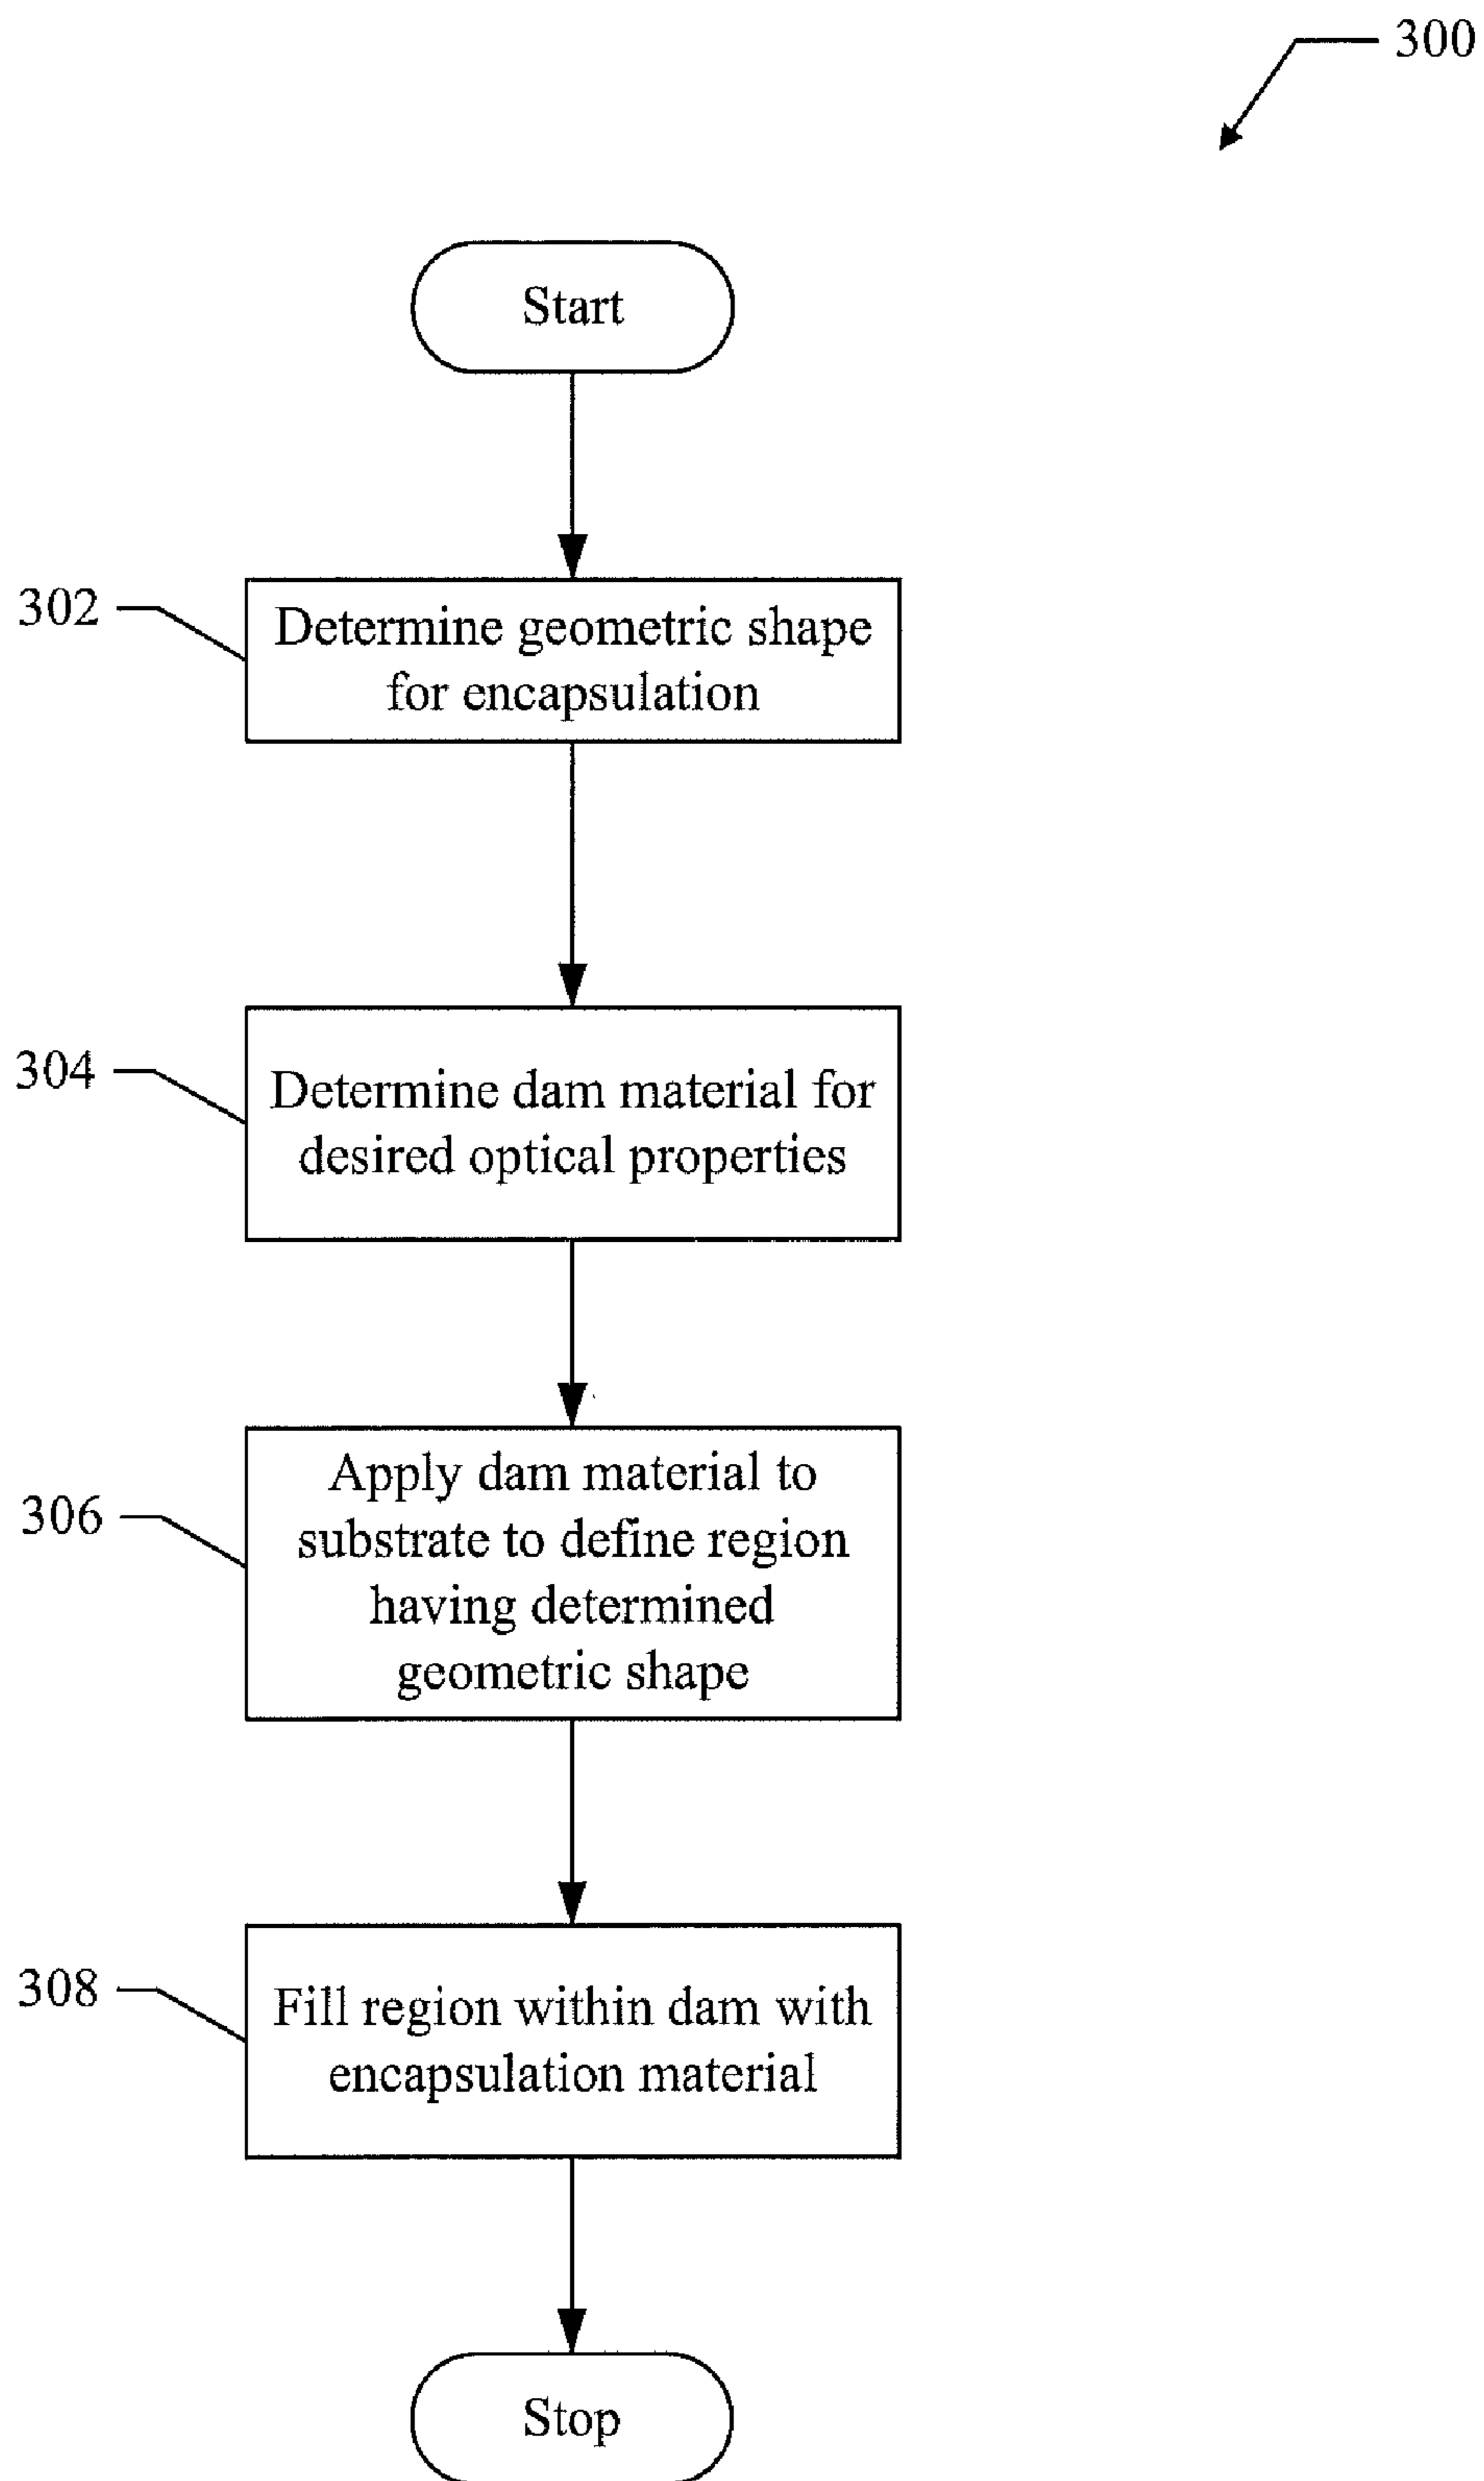 300
Start
302
Determine geometric shape
for encapsulation
304
Determine dam material for
desired optical properties
306
Apply dam material to
substrate to define region
having determined
geometric shape
308
Fill region within dam with
encapsulation material
Stop